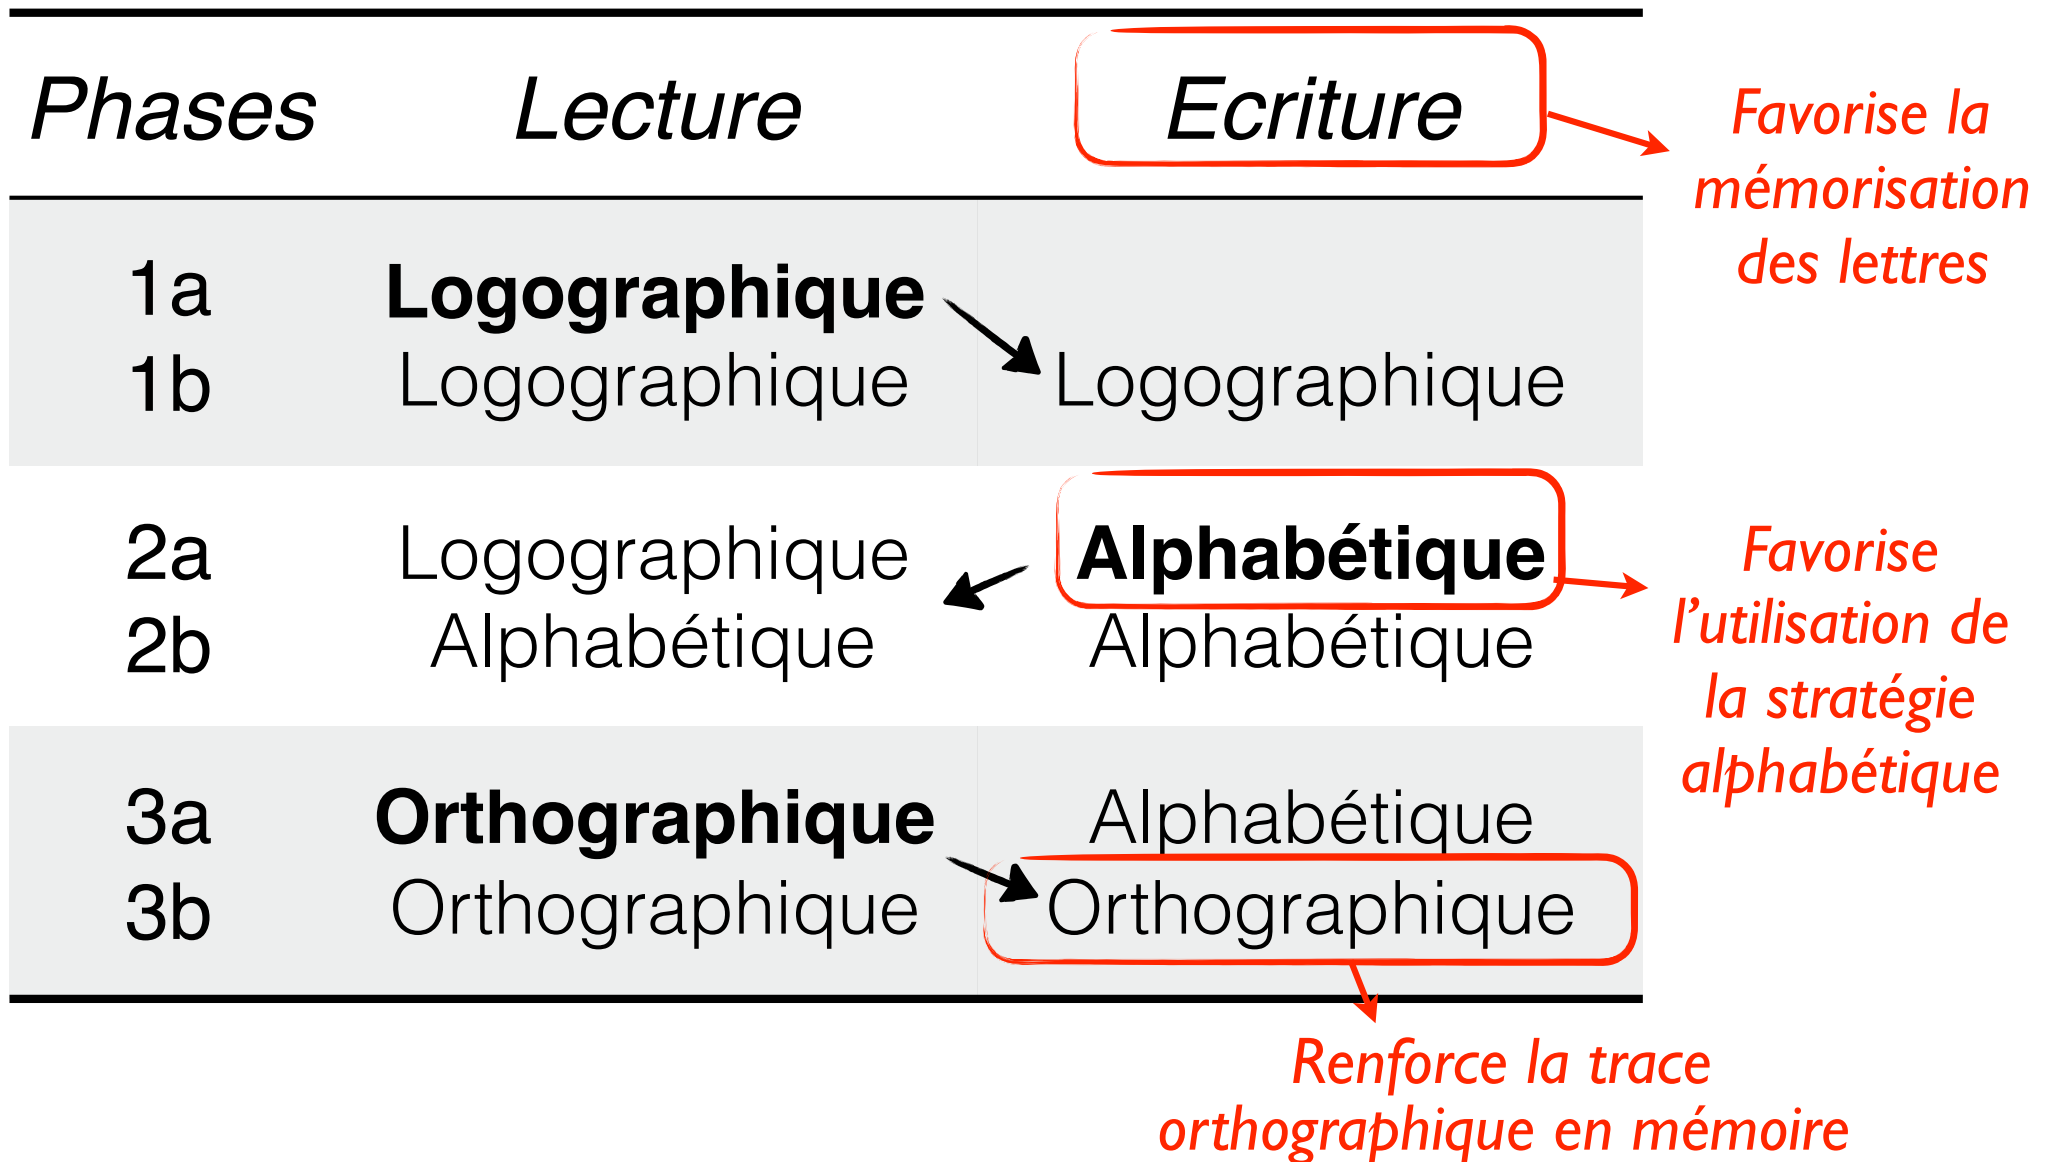 Phases Lecture Ecriture
Favorise la
mémorisation
des lettres
1a Logographique
1b Logographique Logographique
2a Logographique Alphabétique
2b Alphabétique Alphabétique
Favorise
l’utilisation de
la stratégie
alphabétique
3a Orthographique Alphabétique
3b Orthographique Orthographique
Renforce la trace
orthographique en mémoire